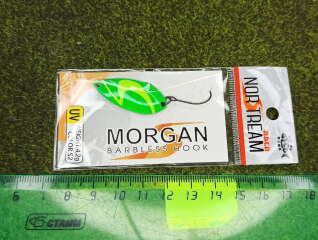 UV
MORGAN
BARBLESS HOOK
NORSTREAM
6 7 8 9 10 11 12 13 14 15 16 17 18
СТАММ